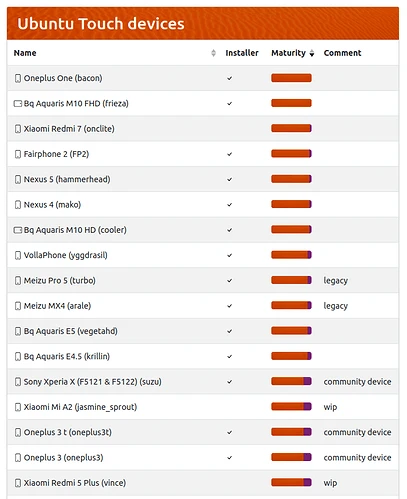 Ubuntu Touch devices
Name Installer Maturity Comment
Oneplus One (bacon) ✓
Bq Aquaris M10 FHD (frieza) ✓
Xiaomi Redmi 7 (onclite)
Fairphone 2 (FP2) ✓
Nexus 5 (hammerhead) ✓
Nexus 4 (mako) ✓
Bq Aquaris M10 HD (cooler) ✓
VollaPhone (yggdrasil) ✓
Meizu Pro 5 (turbo) ✓ legacy
Meizu MX4 (arale) ✓ legacy
Bq Aquaris E5 (vegetahd) ✓
Bq Aquaris E4.5 (krillin) ✓
Sony Xperia X (F5121 & F5122) (suzu) ✓ community device
Xiaomi Mi A2 (jasmine_sprout) wip
Oneplus 3 t (oneplus3t) ✓ community device
Oneplus 3 (oneplus3) ✓ community device
Xiaomi Redmi 5 Plus (vince) wip